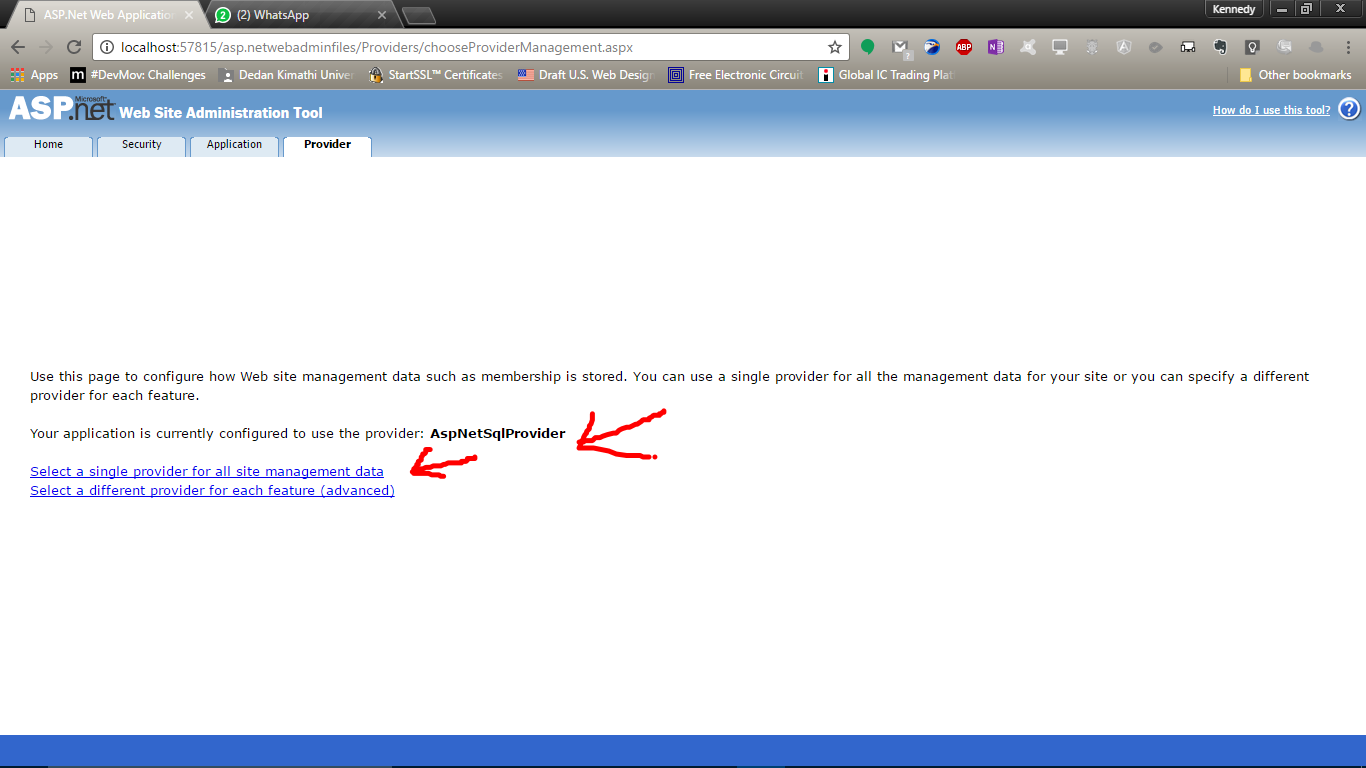 ASP.Net Web Applicatio
(2) WhatsApp
Kennedy
localhost:57815/asp.netwebadminfiles/Providers/chooseProviderManagement.aspx
Apps
#DevMov: Challenges
Dedan Kimathi Univer
StartSSL™ Certificates
Draft U.S. Web Design
Free Electronic Circuit
Global IC Trading Plat
Other bookmarks
Microsoft
ASP.net Web Site Administration Tool
How do I use this tool?
Home
Security
Application
Provider
Use this page to configure how Web site management data such as membership is stored. You can use a single provider for all the management data for your site or you can specify a different
provider for each feature.
Your application is currently configured to use the provider: AspNetSqlProvider
Select a single provider for all site management data
Select a different provider for each feature (advanced)